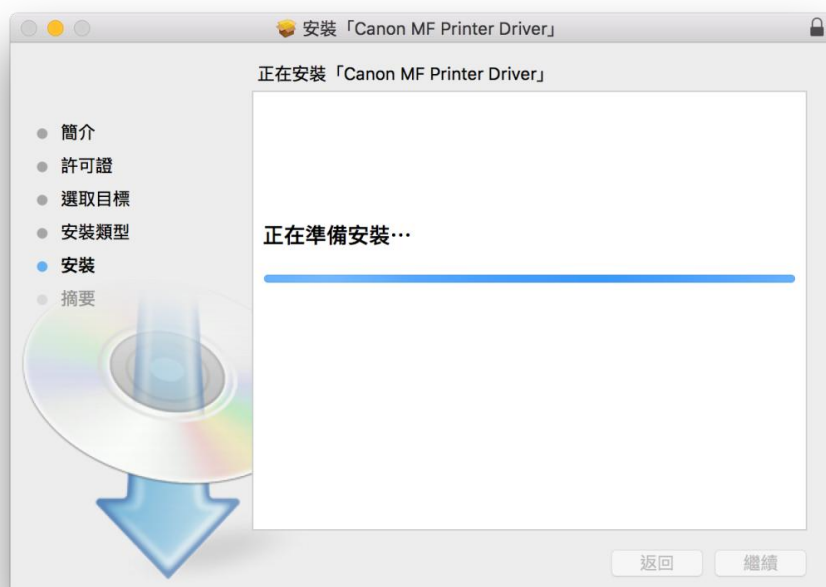 安裝「Canon MF Printer Driver」
正在安裝「Canon MF Printer Driver」
簡介
許可證
選取目標
安裝類型
安裝
摘要
正在準備安裝⋯
返回
繼續